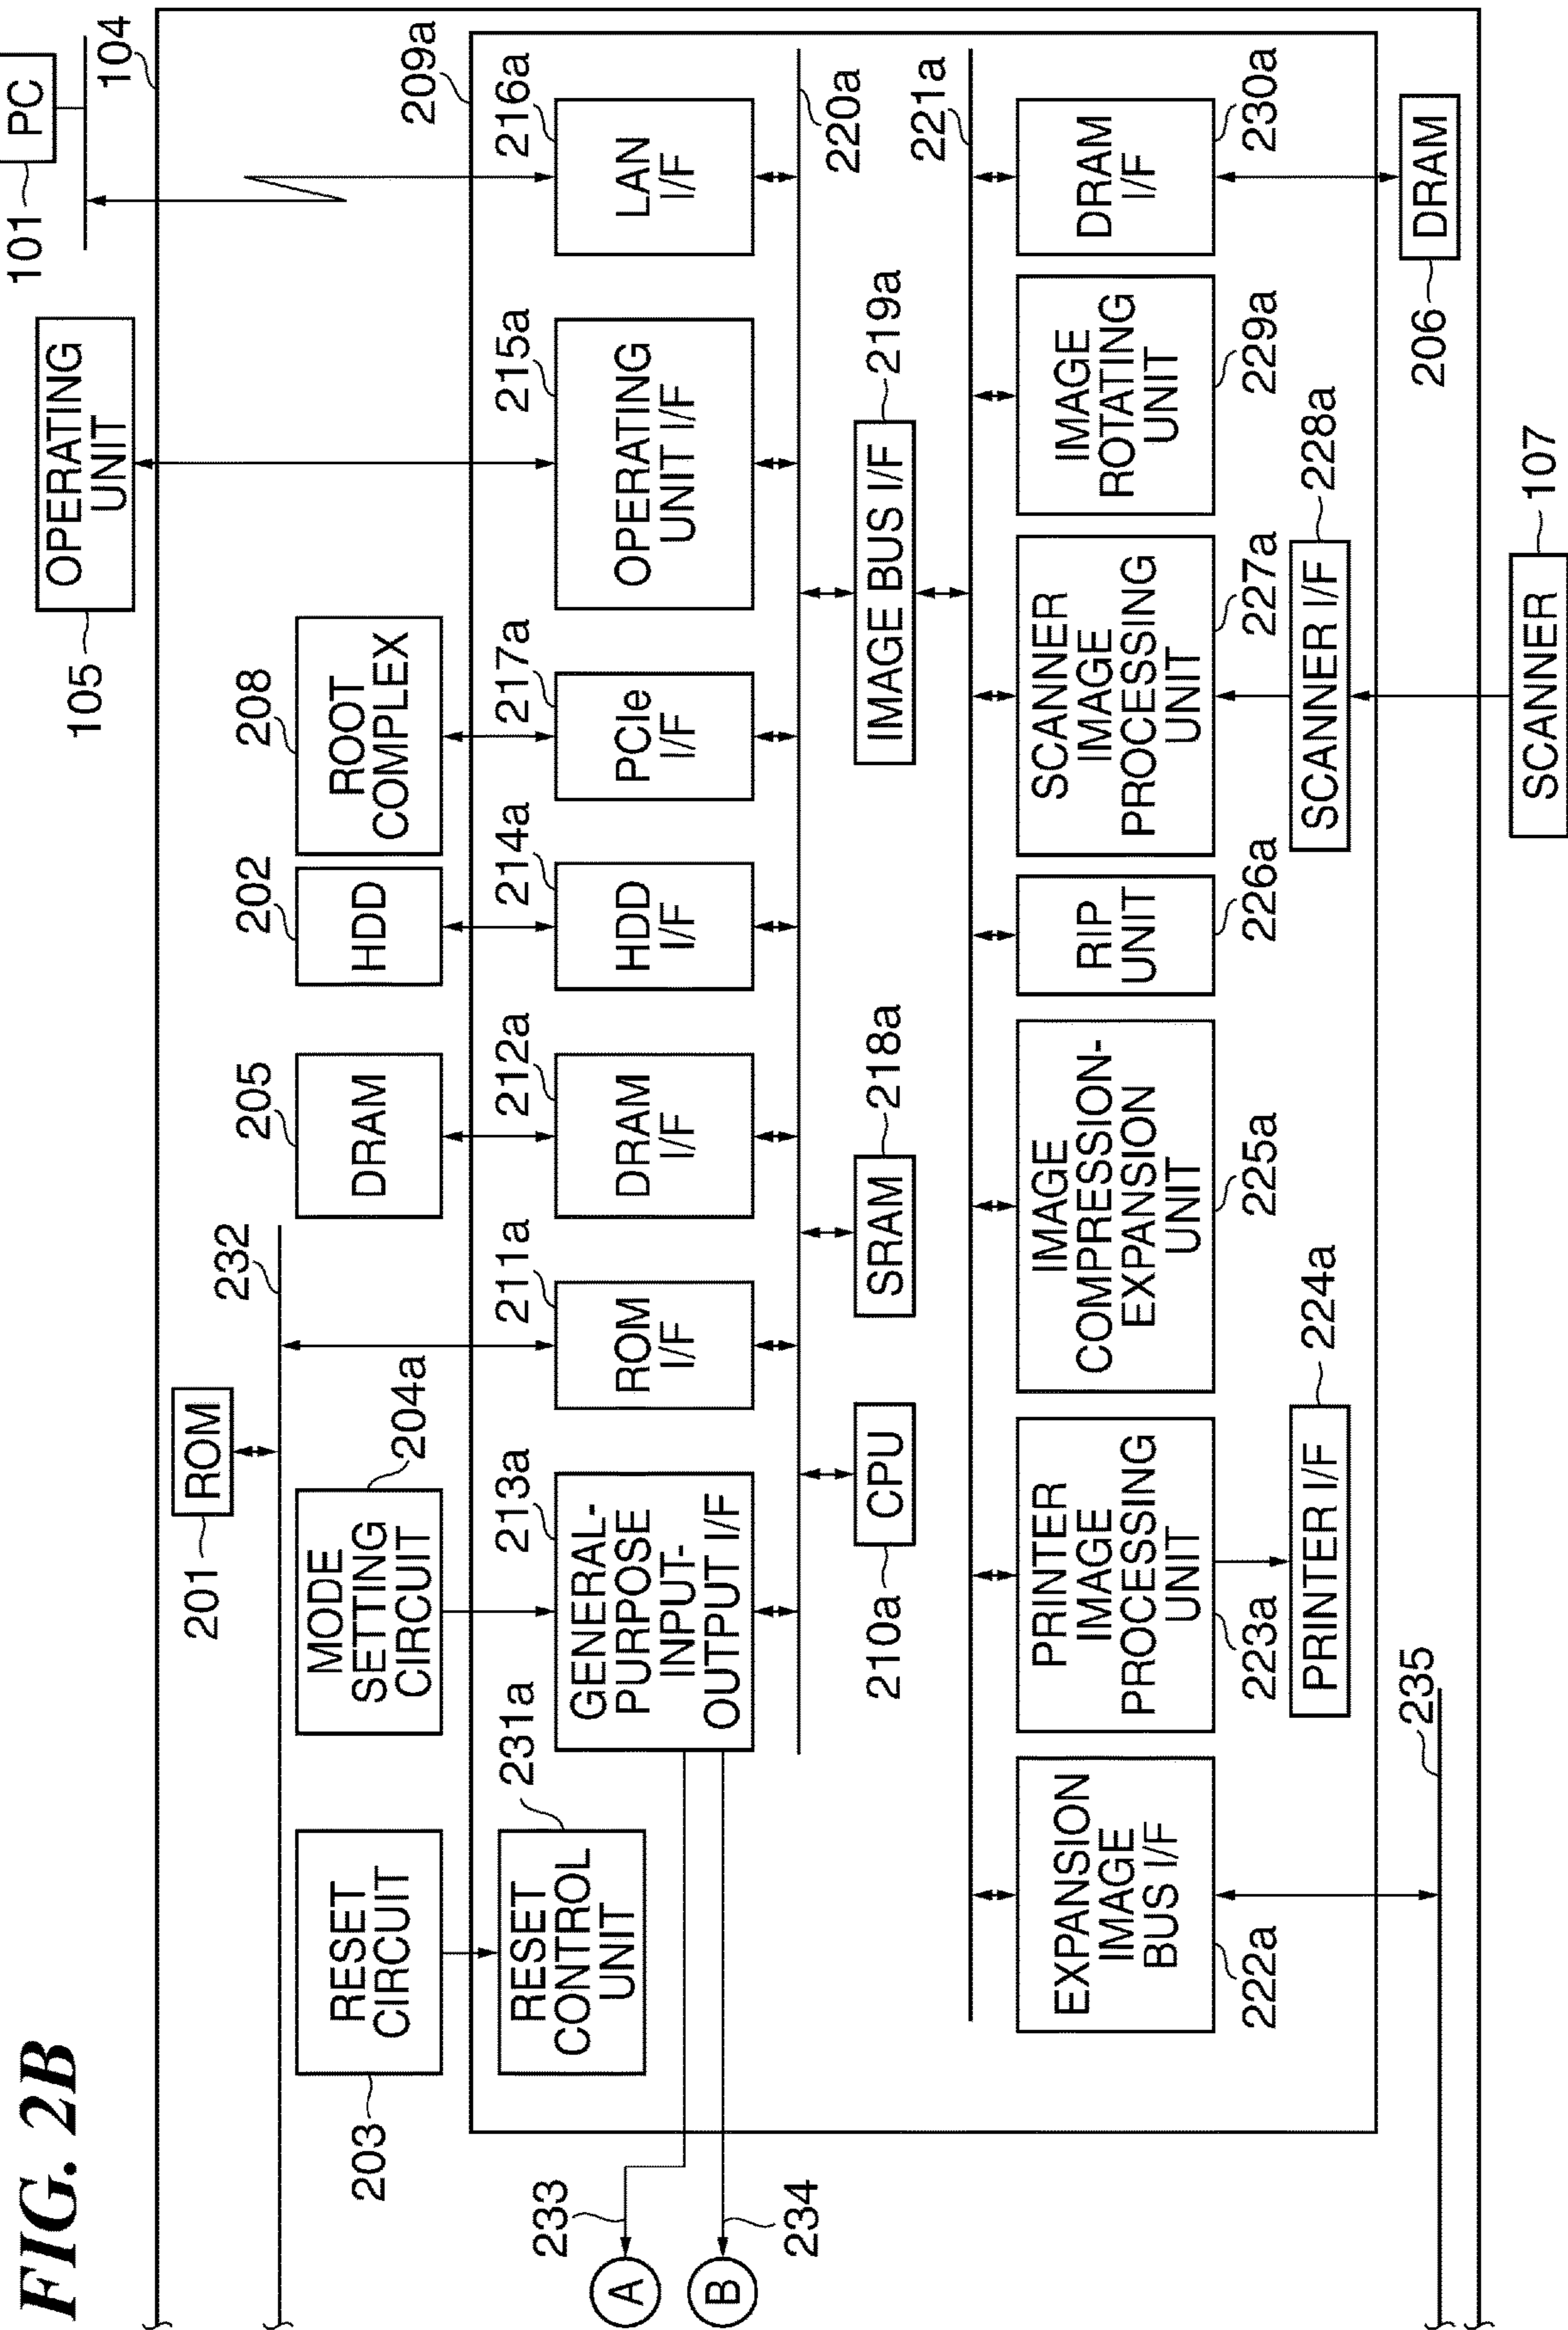 FIG. 2B
101
PC
104
105
OPERATING
UNIT
201
ROM
232
203
RESET
CIRCUIT
MODE
SETTING
CIRCUIT
204a
205
DRAM
202
HDD
208
ROOT
COMPLEX
209a
231a
RESET
CONTROL
UNIT
213a
GENERAL-
PURPOSE
INPUT-
OUTPUT I/F
211a
ROM
I/F
212a
DRAM
I/F
214a
HDD
I/F
217a
PCIe
I/F
215a
OPERATING
UNIT I/F
216a
LAN
I/F
233
A
B
234
220a
210a
CPU
SRAM
218a
IMAGE BUS I/F
219a
221a
EXPANSION
IMAGE
BUS I/F
222a
PRINTER
IMAGE
PROCESSING
UNIT
223a
IMAGE
COMPRESSION-
EXPANSION
UNIT
225a
RIP
UNIT
226a
SCANNER
IMAGE
PROCESSING
UNIT
227a
IMAGE
ROTATING
UNIT
229a
DRAM
I/F
230a
PRINTER I/F
224a
SCANNER I/F
228a
235
206
DRAM
SCANNER
107